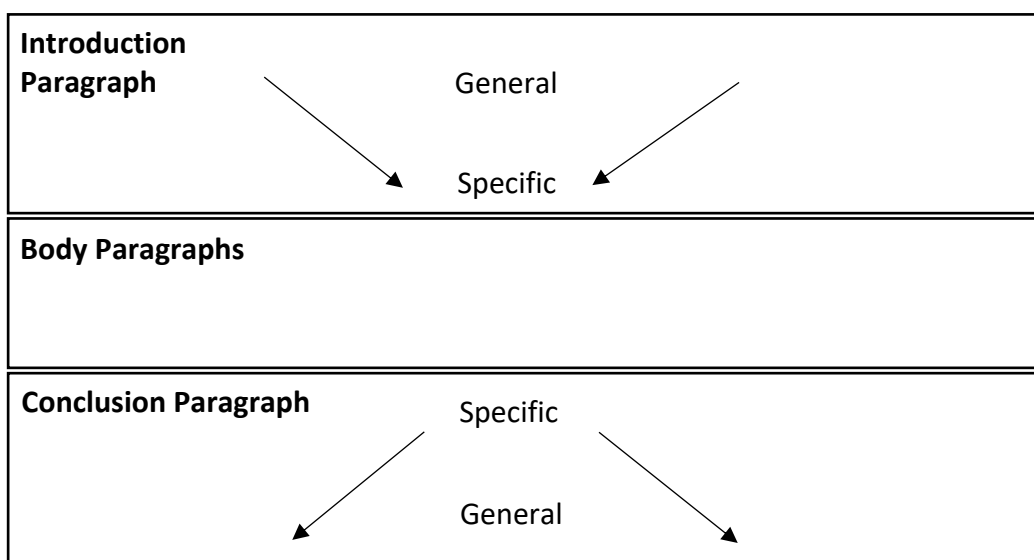 Introduction
Paragraph
General
Specific
Body Paragraphs
Conclusion Paragraph
Specific
General